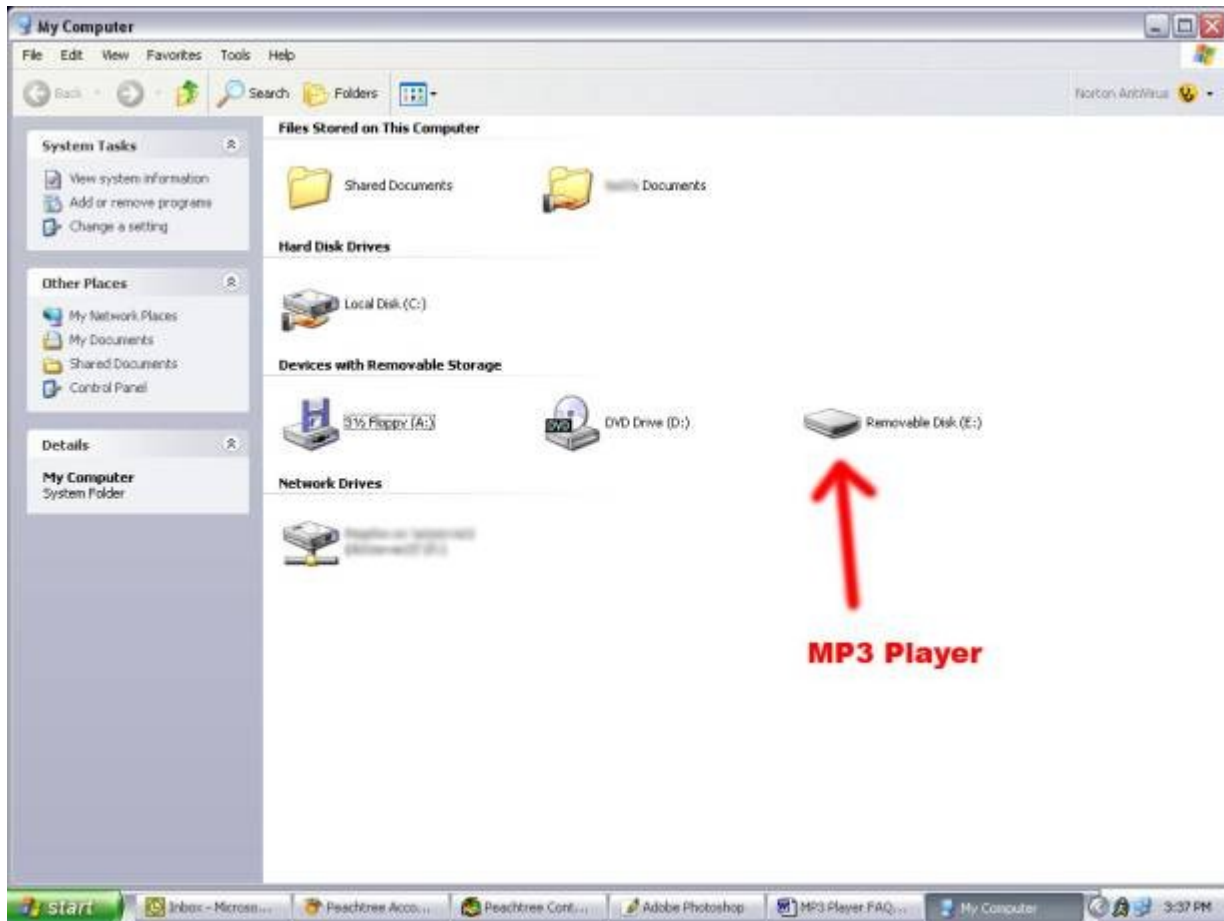 My Computer
File Edit View Favorites Tools Help
Back Search Folders Norton AntiVirus
System Tasks
View system information
Add or remove programs
Change a setting
Other Places
My Network Places
My Documents
Shared Documents
Control Panel
Details
My Computer
System Folder
Files Stored on This Computer
Shared Documents
Documents
Hard Disk Drives
Local Disk (C:)
Devices with Removable Storage
3½ Floppy (A:)
DVD Drive (D:)
Removable Disk (E:)
Network Drives
MP3 Player
start Inbox - Microso... Peachtree Acco... Peachtree Cont... Adobe Photoshop MP3 Player FAQ... My Computer 3:37 PM